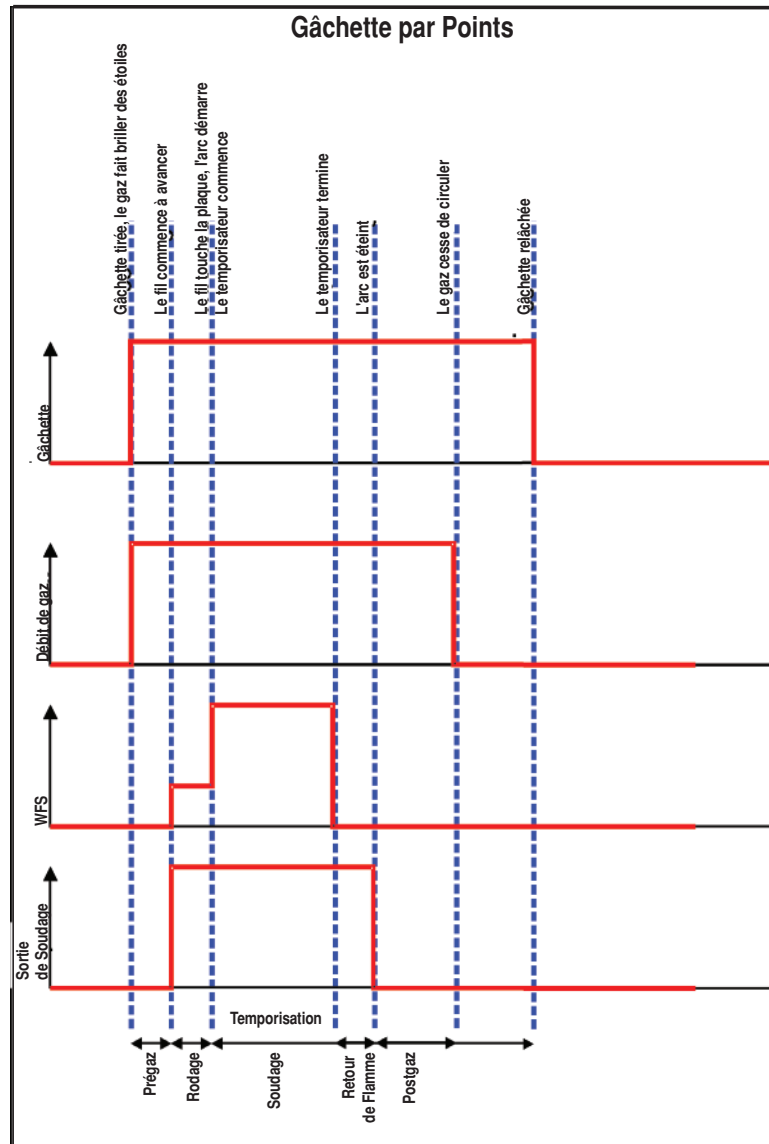 Gâchette par Points
Gâchette tirée, le gaz fait briller des étoiles
Le fil commence à avancer
Le fil touche la plaque, l'arc démarre
Le temporisateur commence
Le temporisateur termine
L'arc est éteint
Le gaz cesse de circuler
Gâchette relâchée
Gâchette
Débit de gaz
WFS
Sortie
de Soudage
Temporisation
Prégaz
Rodage
Soudage
Retour
de Flamme
Postgaz